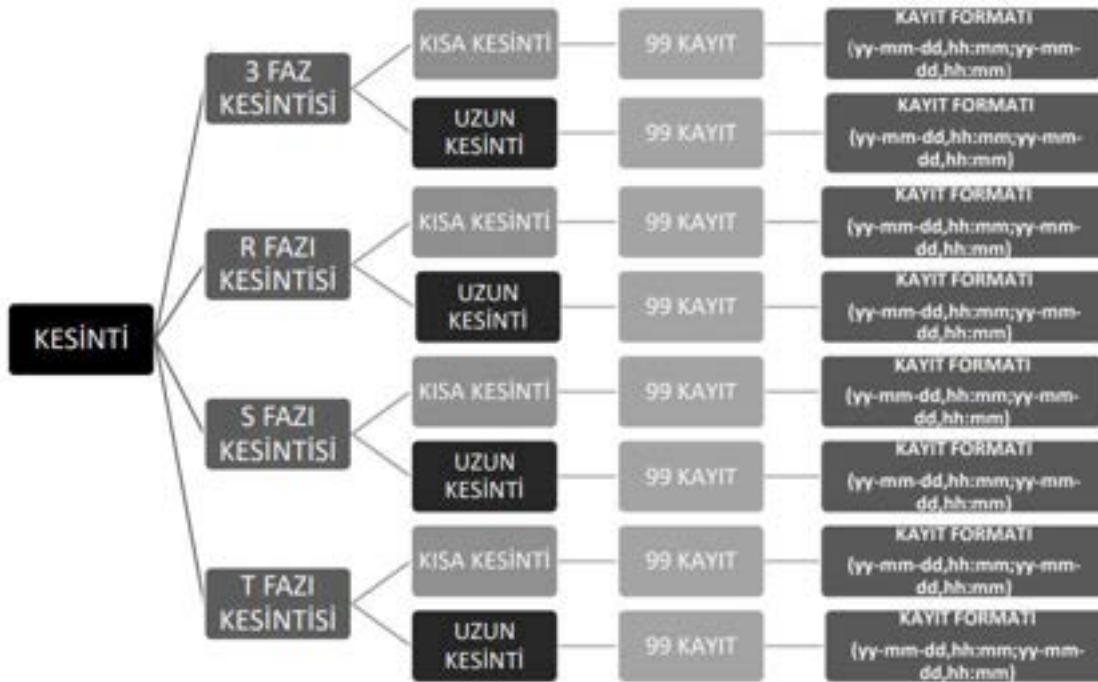 KESİNTİ
3 FAZ
KESİNTİSİ
KISA KESİNTİ
99 KAYIT
KAYIT FORMATI
(yy-mm-dd,hh:mm;yy-mm-
dd,hh:mm)
UZUN
KESİNTİ
99 KAYIT
KAYIT FORMATI
(yy-mm-dd,hh:mm;yy-mm-
dd,hh:mm)
R FAZI
KESİNTİSİ
KISA KESİNTİ
99 KAYIT
KAYIT FORMATI
(yy-mm-dd,hh:mm;yy-mm-
dd,hh:mm)
UZUN
KESİNTİ
99 KAYIT
KAYIT FORMATI
(yy-mm-dd,hh:mm;yy-mm-
dd,hh:mm)
S FAZI
KESİNTİSİ
KISA KESİNTİ
99 KAYIT
KAYIT FORMATI
(yy-mm-dd,hh:mm;yy-mm-
dd,hh:mm)
UZUN
KESİNTİ
99 KAYIT
KAYIT FORMATI
(yy-mm-dd,hh:mm;yy-mm-
dd,hh:mm)
T FAZI
KESİNTİSİ
KISA KESİNTİ
99 KAYIT
KAYIT FORMATI
(yy-mm-dd,hh:mm;yy-mm-
dd,hh:mm)
UZUN
KESİNTİ
99 KAYIT
KAYIT FORMATI
(yy-mm-dd,hh:mm;yy-mm-
dd,hh:mm)